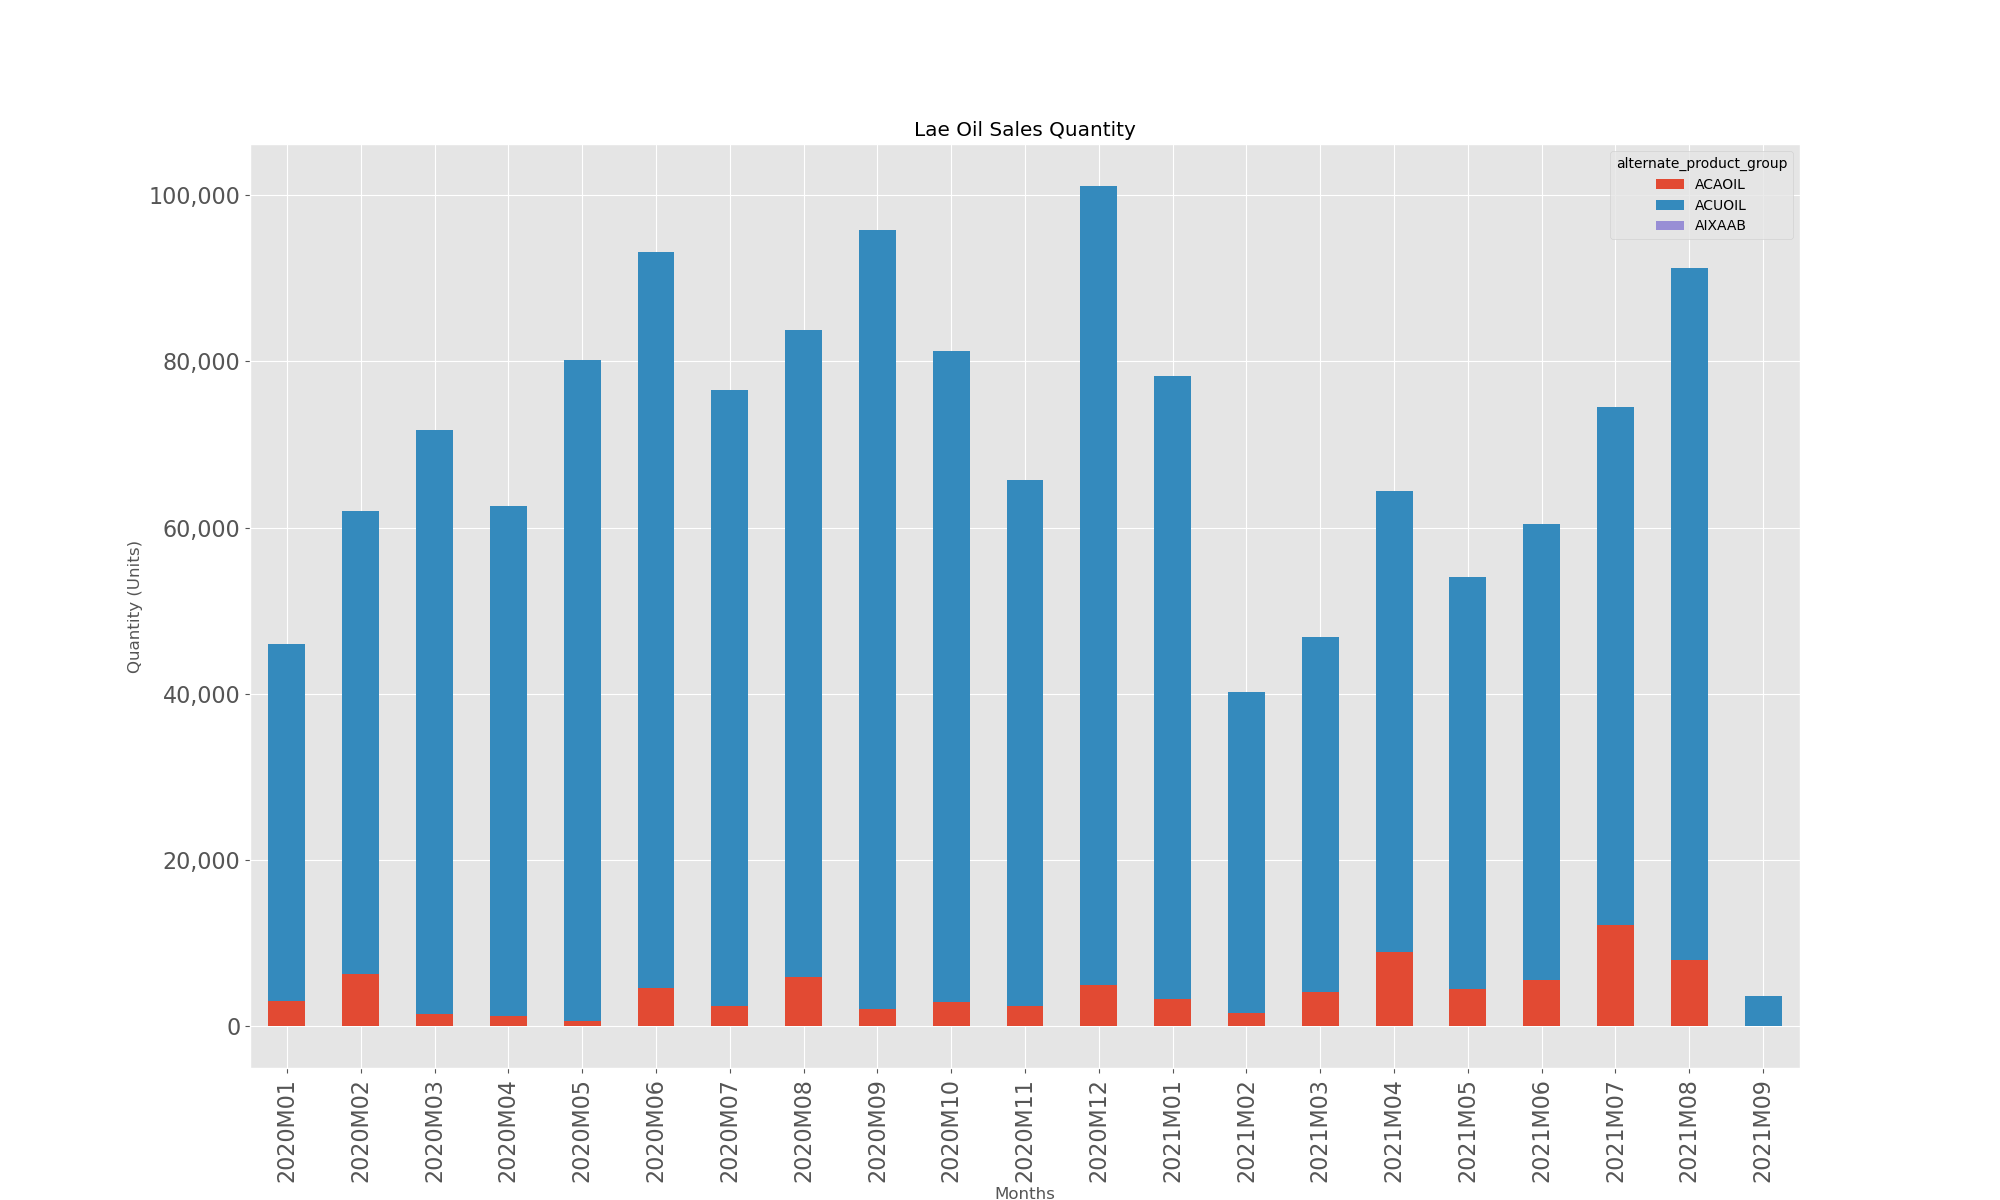 Lae Oil Sales Quantity
alternate_product_group
ACAOIL
ACUOIL
AIXAAB
100,000
80,000
60,000
40,000
20,000
0
Quantity (Units)
2020M01
2020M02
2020M03
2020M04
2020M05
2020M06
2020M07
2020M08
2020M09
2020M10
2020M11
2020M12
2021M01
2021M02
2021M03
2021M04
2021M05
2021M06
2021M07
2021M08
2021M09
Months